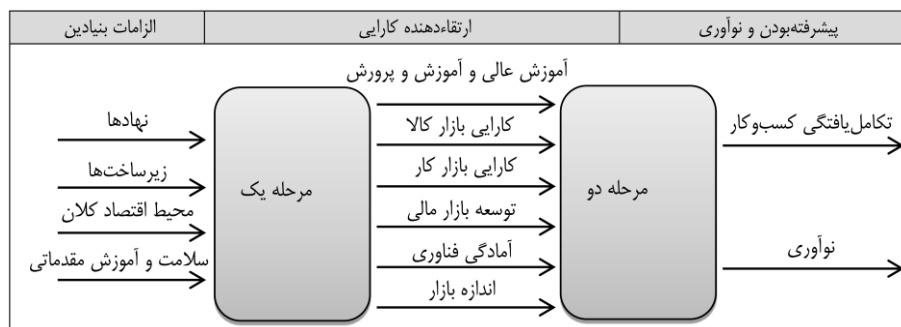 الزامات بنیادین
ارتقاءدهنده کارایی
پیشرفته‌بودن و نوآوری
نهادها
زیرساخت‌ها
محیط اقتصاد کلان
سلامت و آموزش مقدماتی
مرحله یک
آموزش عالی و آموزش و پرورش
کارایی بازار کالا
کارایی بازار کار
توسعه بازار مالی
آمادگی فناوری
اندازه بازار
مرحله دو
تکامل‌یافتگی کسب‌وکار
نوآوری